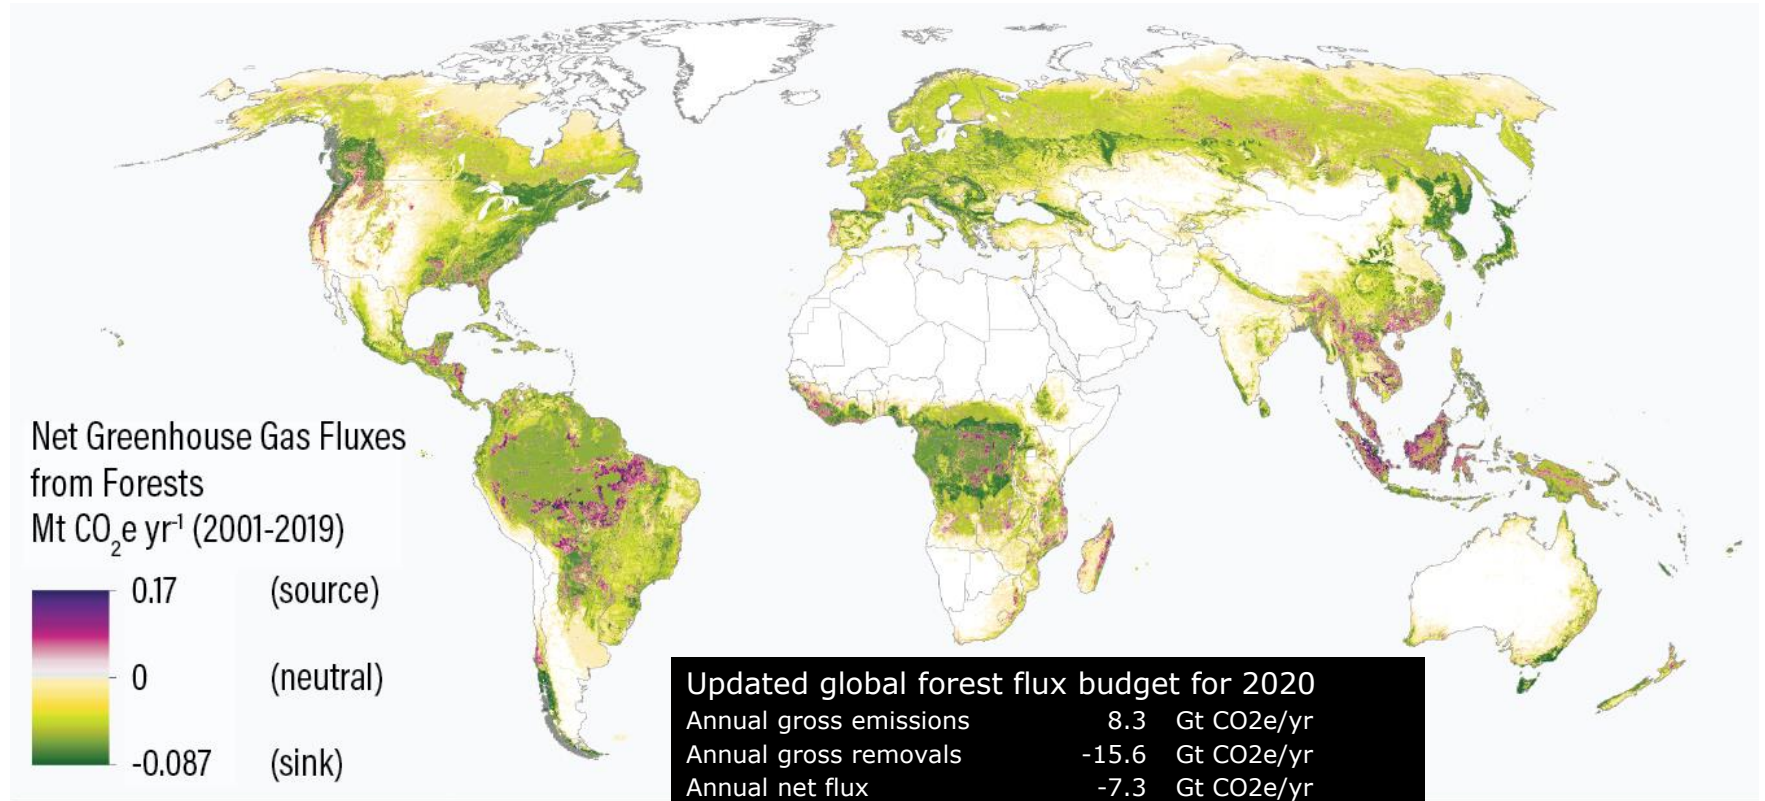 Net Greenhouse Gas Fluxes
from Forests
Mt CO₂e yr⁻¹ (2001-2019)
0.17 (source)
0 (neutral)
-0.087 (sink)
Updated global forest flux budget for 2020
Annual gross emissions 8.3 Gt CO2e/yr
Annual gross removals -15.6 Gt CO2e/yr
Annual net flux -7.3 Gt CO2e/yr